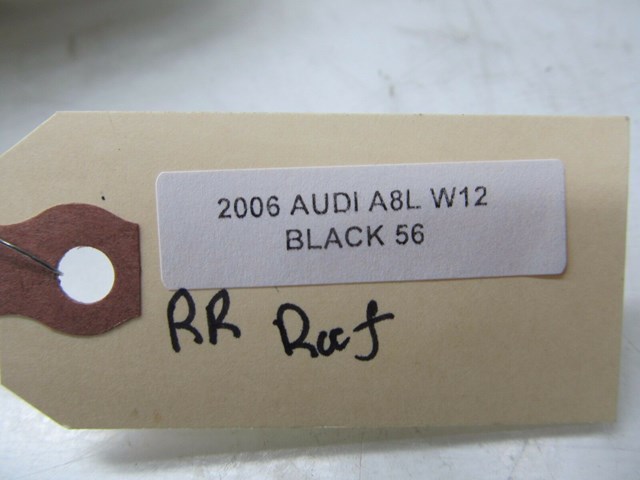 2006 AUDI A8L W12
BLACK 56
RR Roof